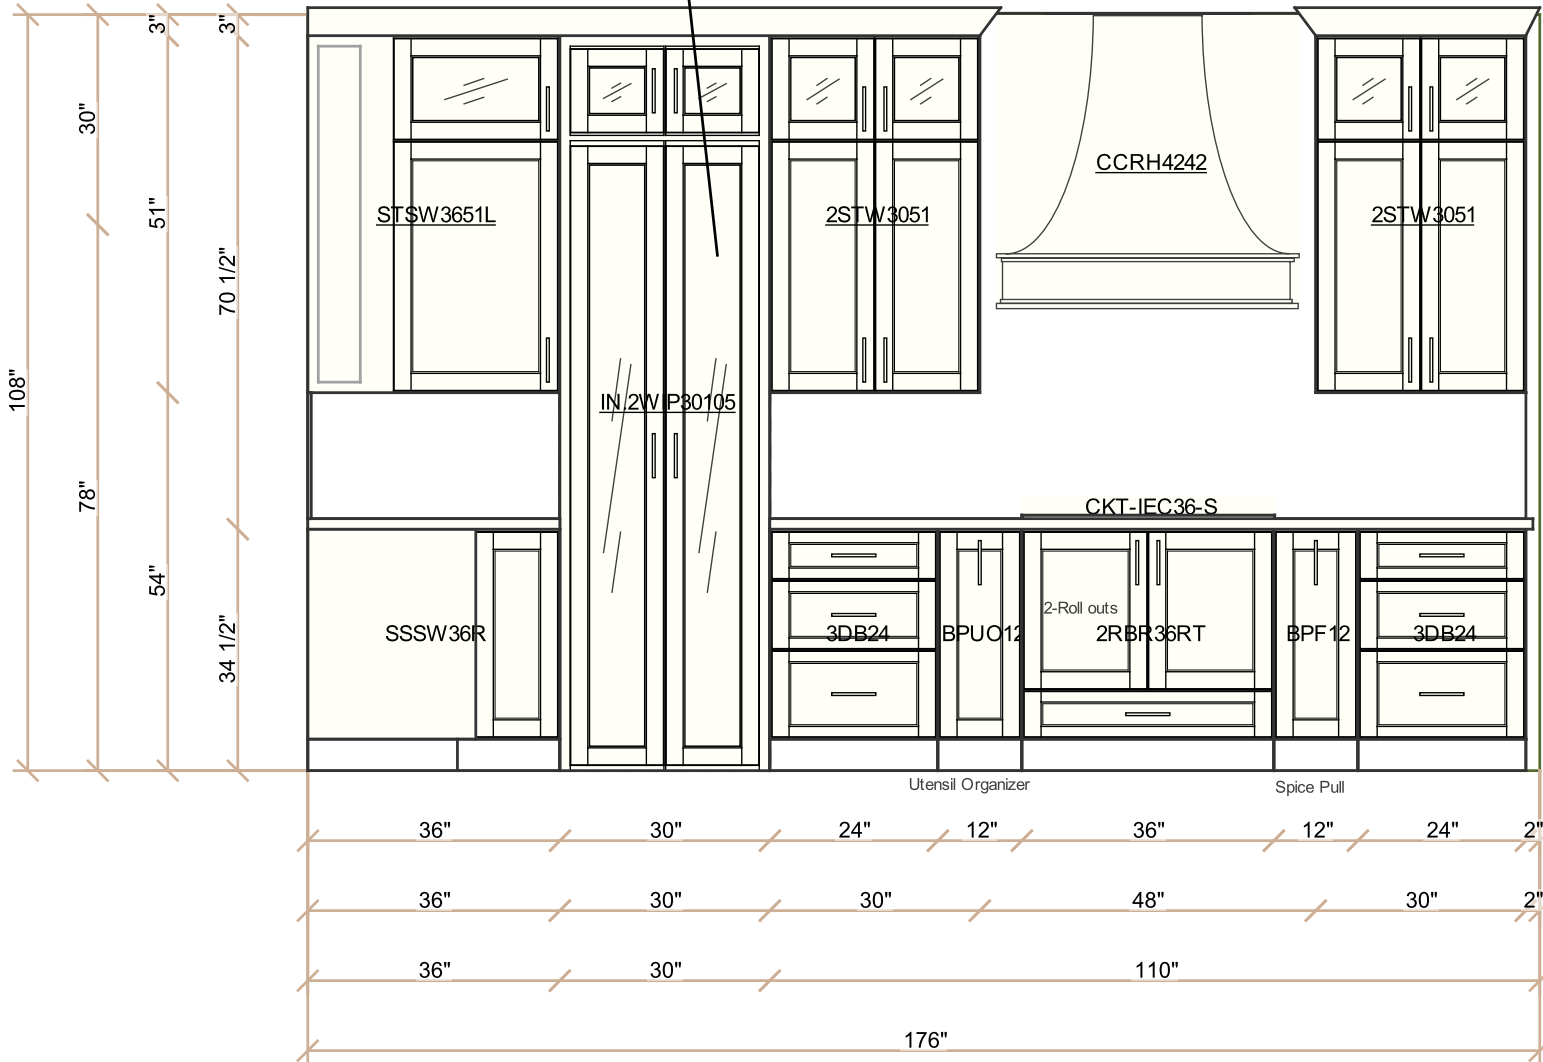 3"
3"
30"
51"
70 1/2"
108"
78"
54"
34 1/2"
CCRH4242
STSW3651L
2STW3051
2STW3051
IN.2WIP30105
CKT-IEC36-S
2-Roll outs
SSSW36R
3DB24
BPUO12
2RBR36RT
BPF12
3DB24
Utensil Organizer
Spice Pull
36"
30"
24"
12"
36"
12"
24"
2"
36"
30"
30"
48"
30"
2"
36"
30"
110"
176"